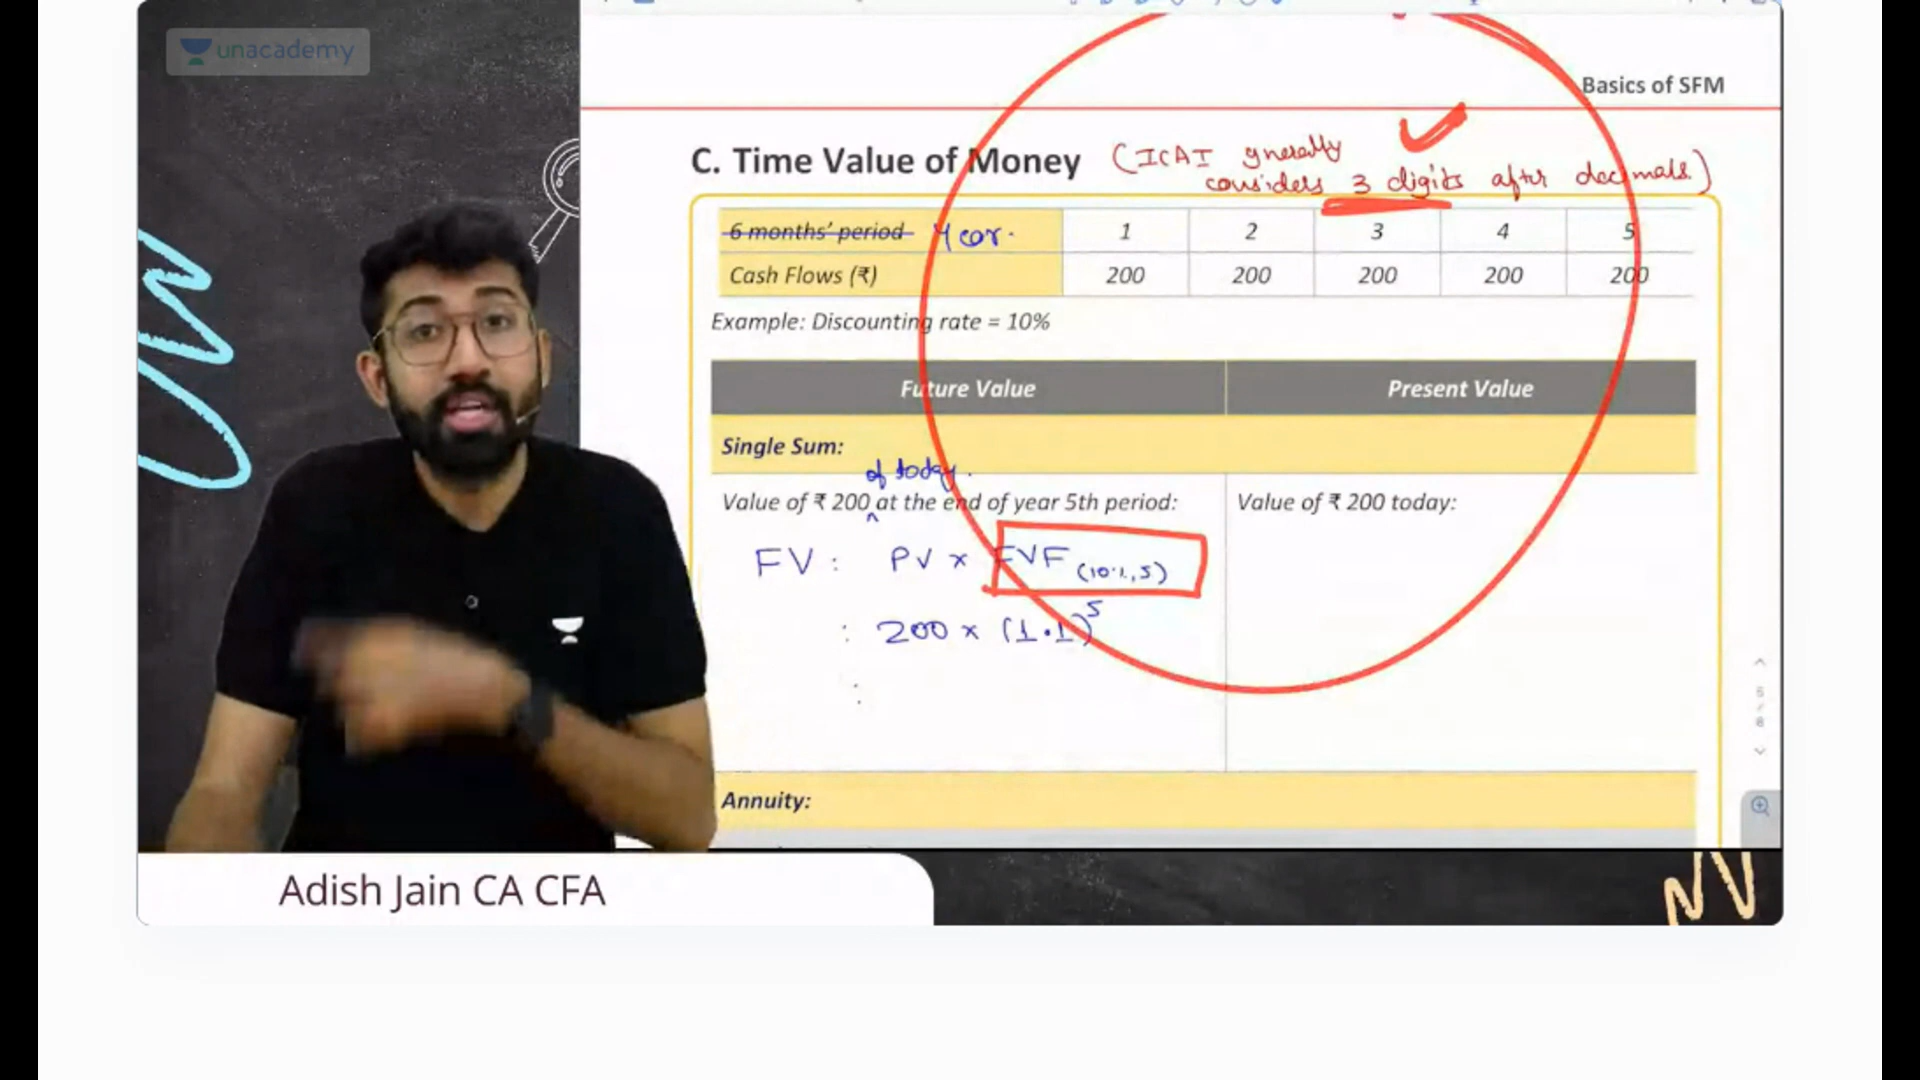 unacademy
Basics of SFM
C. Time Value of Money (ICAI generally
considers 3 digits after decimals)
6 months' period Year. 1 2 3 4 5
Cash Flows (₹) 200 200 200 200 200
Example: Discounting rate = 10%
Future Value Present Value
Single Sum:
of today.
Value of ₹ 200 ^ at the end of year 5th period: Value of ₹ 200 today:
FV : PV × FVF (10%, 5)
: 200 × (1.1)⁵
:
Annuity:
Adish Jain CA CFA